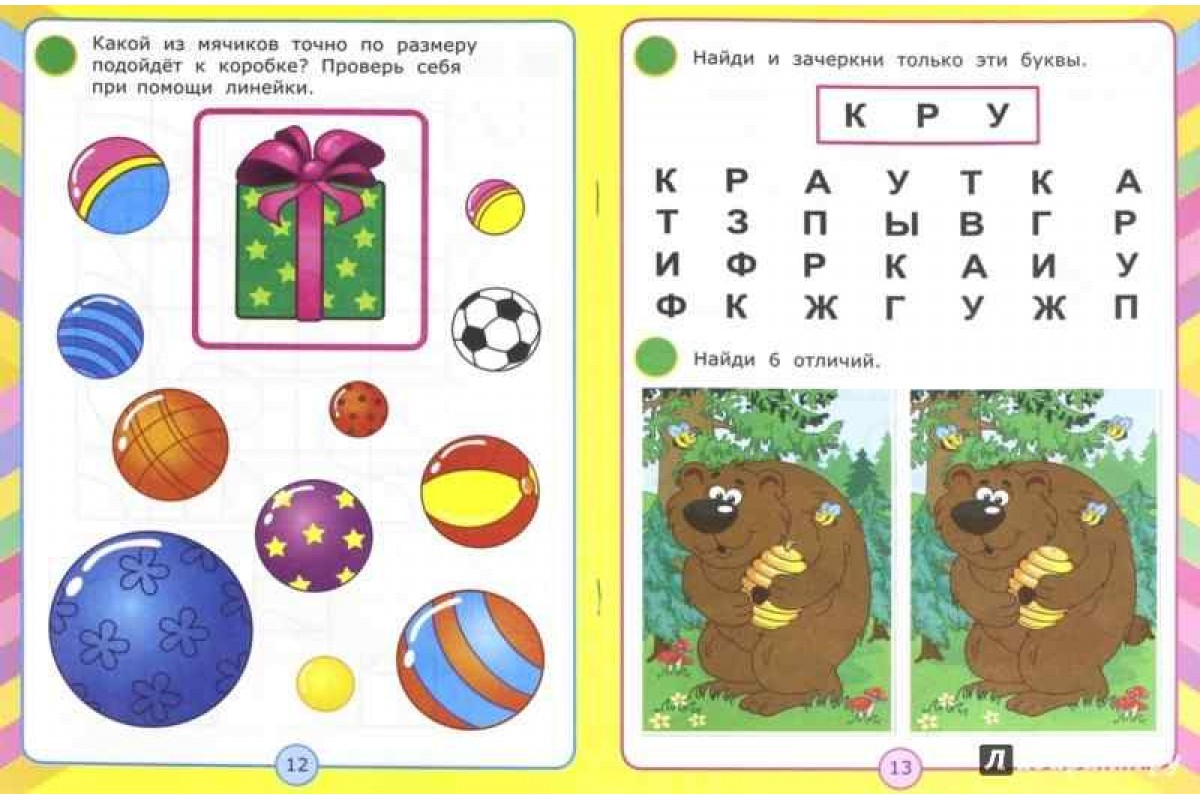 Какой из мячиков точно по размеру
подойдёт к коробке? Проверь себя
при помощи линейки.
12
Найди и зачеркни только эти буквы.
К Р У
К Р А У Т К А
Т З П Ы В Г Р
И Ф Р К А И У
Ф К Ж Г У Ж П
Найди 6 отличий.
13